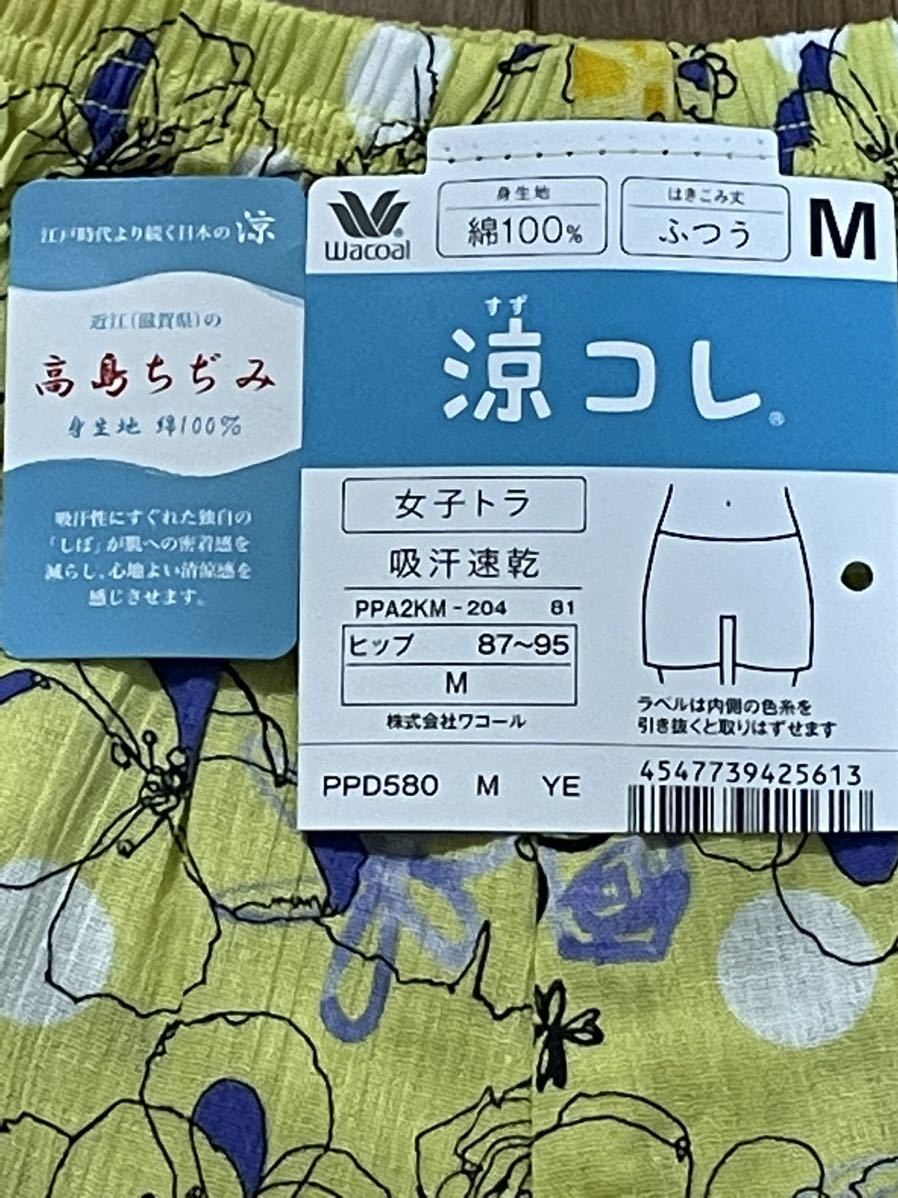 江戸時代より続く日本の涼
近江(滋賀県)の
高島ちぢみ
身生地 綿100%
吸汗性にすぐれた独自の
「しぼ」が肌への密着感を
減らし、心地よい清涼感を
感じさせます。
Wacoal®
身生地
綿100%
はきこみ丈
ふつう
M
すず
涼コレ®
女子トラ
吸汗速乾
PPA2KM-204 81
ヒップ 87~95
M
株式会社ワコール
ラベルは内側の色糸を
引き抜くと取りはずせます
PPD580 M YE
4547739425613